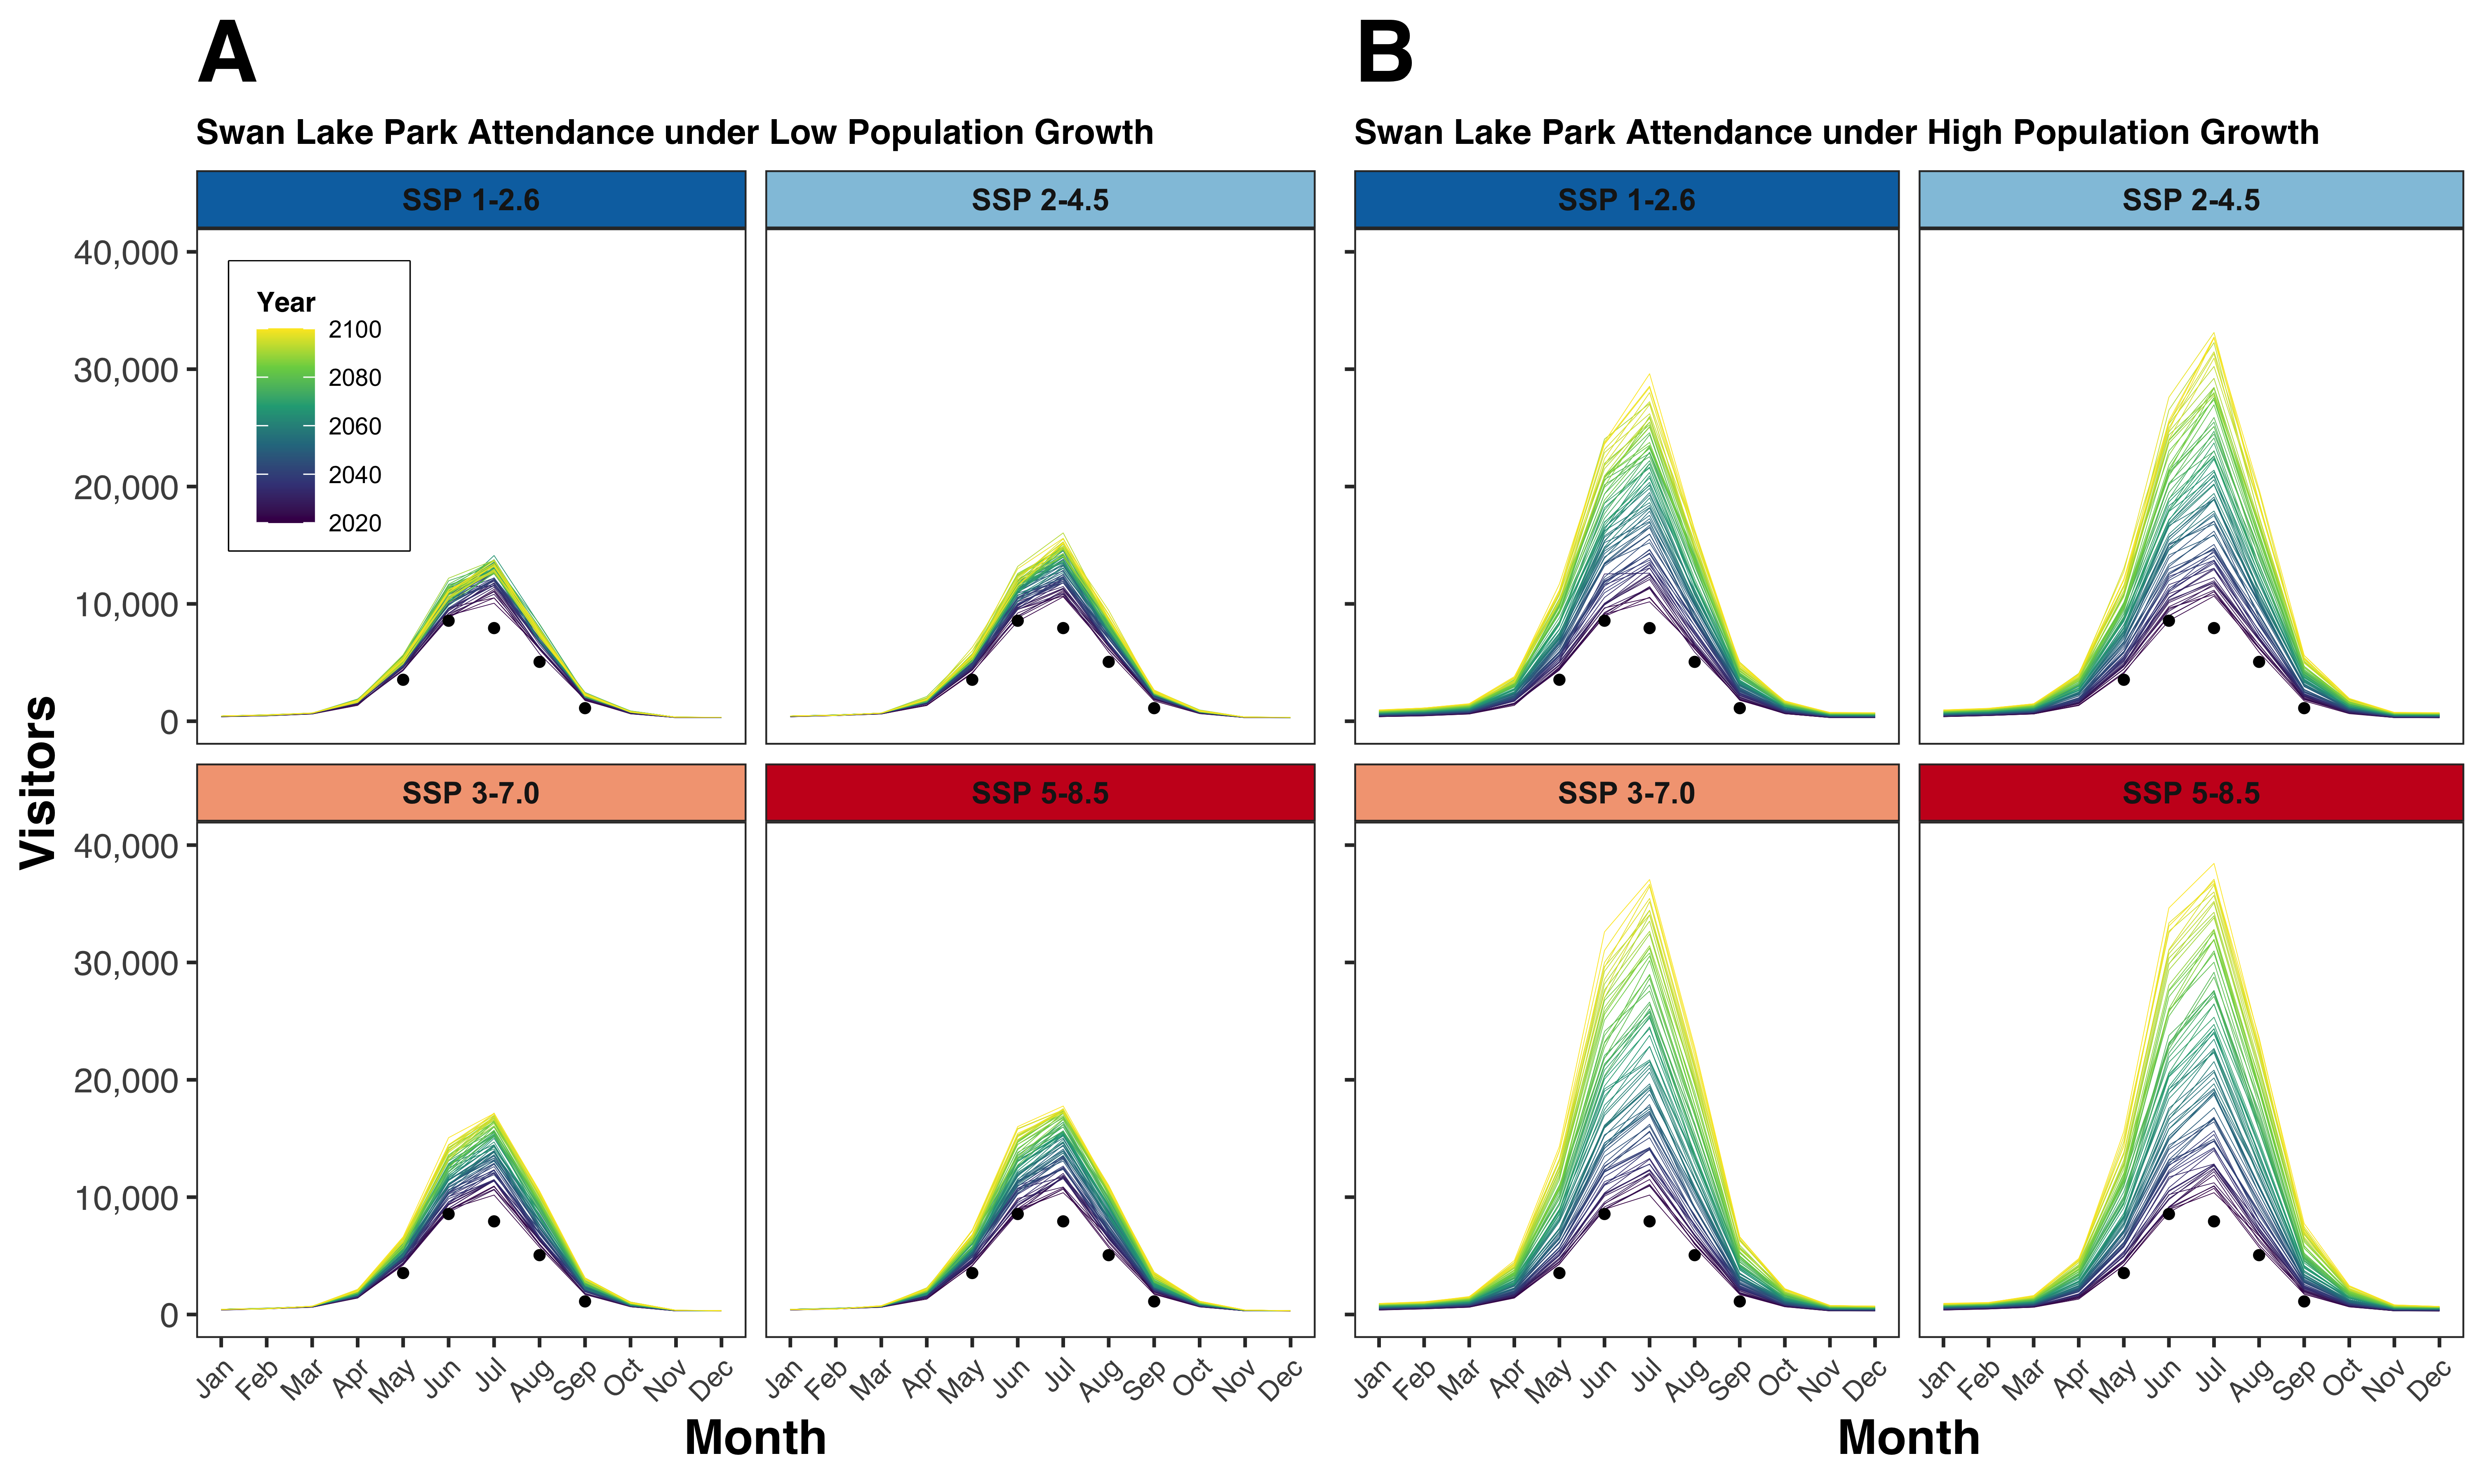 A
Swan Lake Park Attendance under Low Population Growth
SSP 1-2.6
SSP 2-4.5
40,000
30,000
20,000
10,000
0
Year
2100
2080
2060
2040
2020
SSP 3-7.0
SSP 5-8.5
40,000
30,000
20,000
10,000
0
Visitors
Jan Feb Mar Apr May Jun Jul Aug Sep Oct Nov Dec
Jan Feb Mar Apr May Jun Jul Aug Sep Oct Nov Dec
Month
B
Swan Lake Park Attendance under High Population Growth
SSP 1-2.6
SSP 2-4.5
SSP 3-7.0
SSP 5-8.5
Jan Feb Mar Apr May Jun Jul Aug Sep Oct Nov Dec
Jan Feb Mar Apr May Jun Jul Aug Sep Oct Nov Dec
Month